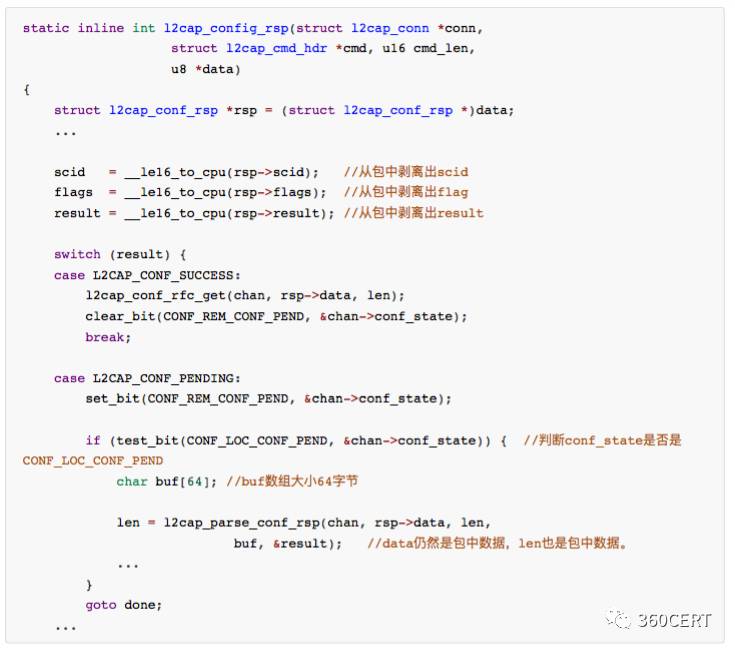 static inline int l2cap_config_rsp(struct l2cap_conn *conn,
struct l2cap_cmd_hdr *cmd, u16 cmd_len,
u8 *data)
{
struct l2cap_conf_rsp *rsp = (struct l2cap_conf_rsp *)data;
...
scid   = __le16_to_cpu(rsp->scid);   //从包中剥离出scid
flags  = __le16_to_cpu(rsp->flags);  //从包中剥离出flag
result = __le16_to_cpu(rsp->result); //从包中剥离出result
switch (result) {
case L2CAP_CONF_SUCCESS:
l2cap_conf_rfc_get(chan, rsp->data, len);
clear_bit(CONF_REM_CONF_PEND, &chan->conf_state);
break;
case L2CAP_CONF_PENDING:
set_bit(CONF_REM_CONF_PEND, &chan->conf_state);
if (test_bit(CONF_LOC_CONF_PEND, &chan->conf_state)) {  //判断conf_state是否是
CONF_LOC_CONF_PEND
char buf[64]; //buf数组大小64字节
len = l2cap_parse_conf_rsp(chan, rsp->data, len,
buf, &result);   //data仍然是包中数据，len也是包中数据。
...
}
goto done;
...
360CERT